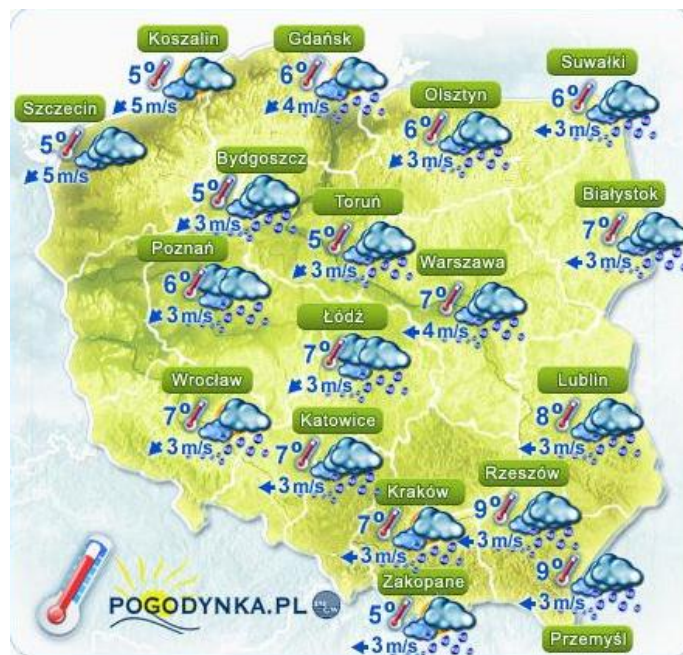 Koszalin
5°
5 m/s
Gdańsk
6°
4 m/s
Suwałki
6°
3 m/s
Szczecin
5°
5 m/s
Olsztyn
6°
3 m/s
Bydgoszcz
5°
3 m/s
Toruń
5°
3 m/s
Białystok
7°
3 m/s
Poznań
6°
3 m/s
Warszawa
7°
4 m/s
Łódź
7°
3 m/s
Wrocław
7°
3 m/s
Katowice
7°
3 m/s
Lublin
8°
3 m/s
Kraków
7°
3 m/s
Rzeszów
9°
3 m/s
Zakopane
5°
3 m/s
9°
3 m/s
Przemyśl
POGODYNKA.PL